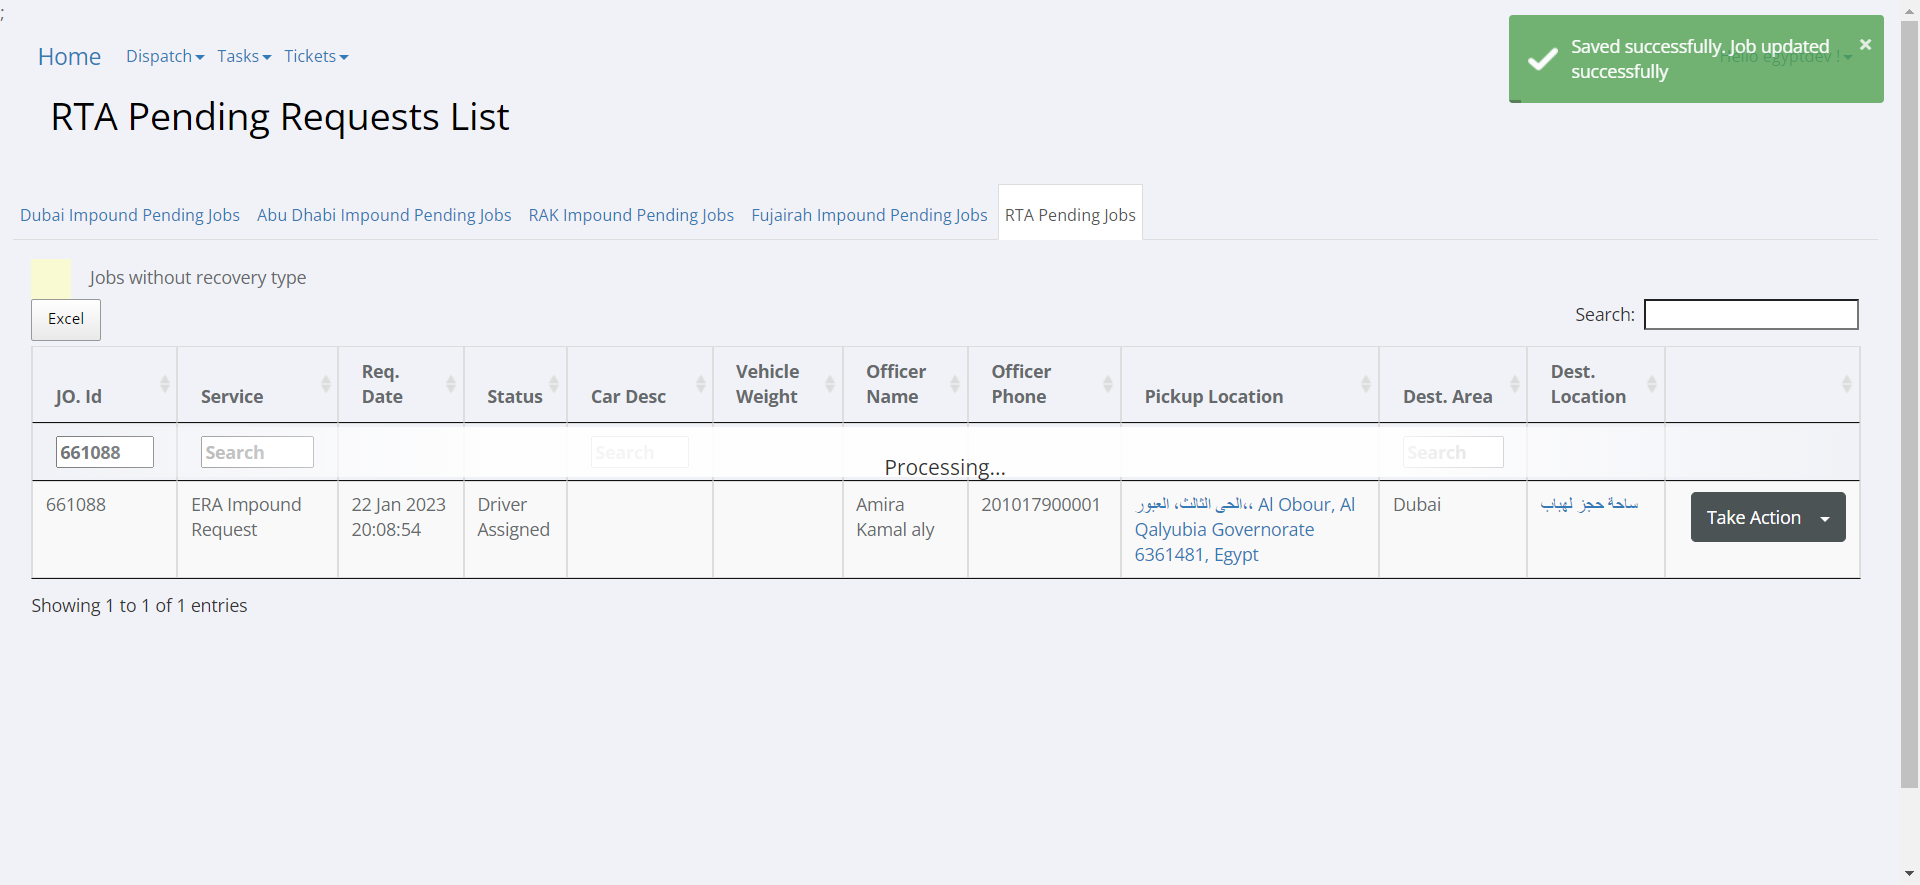 ;
Home Dispatch Tasks Tickets
Saved successfully. Job updated
successfully
×
Hello egyptdev !
RTA Pending Requests List
Dubai Impound Pending Jobs Abu Dhabi Impound Pending Jobs RAK Impound Pending Jobs Fujairah Impound Pending Jobs RTA Pending Jobs
Jobs without recovery type
Excel
Search:
JO. Id Service Req. Date Status Car Desc Vehicle Weight Officer Name Officer Phone Pickup Location Dest. Area Dest. Location
661088 Search Search Search
Processing...
661088 ERA Impound Request 22 Jan 2023 20:08:54 Driver Assigned Amira Kamal aly 201017900001
الحى الثالث، العبور،، Al Obour, Al
Qalyubia Governorate
6361481, Egypt
Dubai
ساحة حجز لهباب
Take Action
Showing 1 to 1 of 1 entries